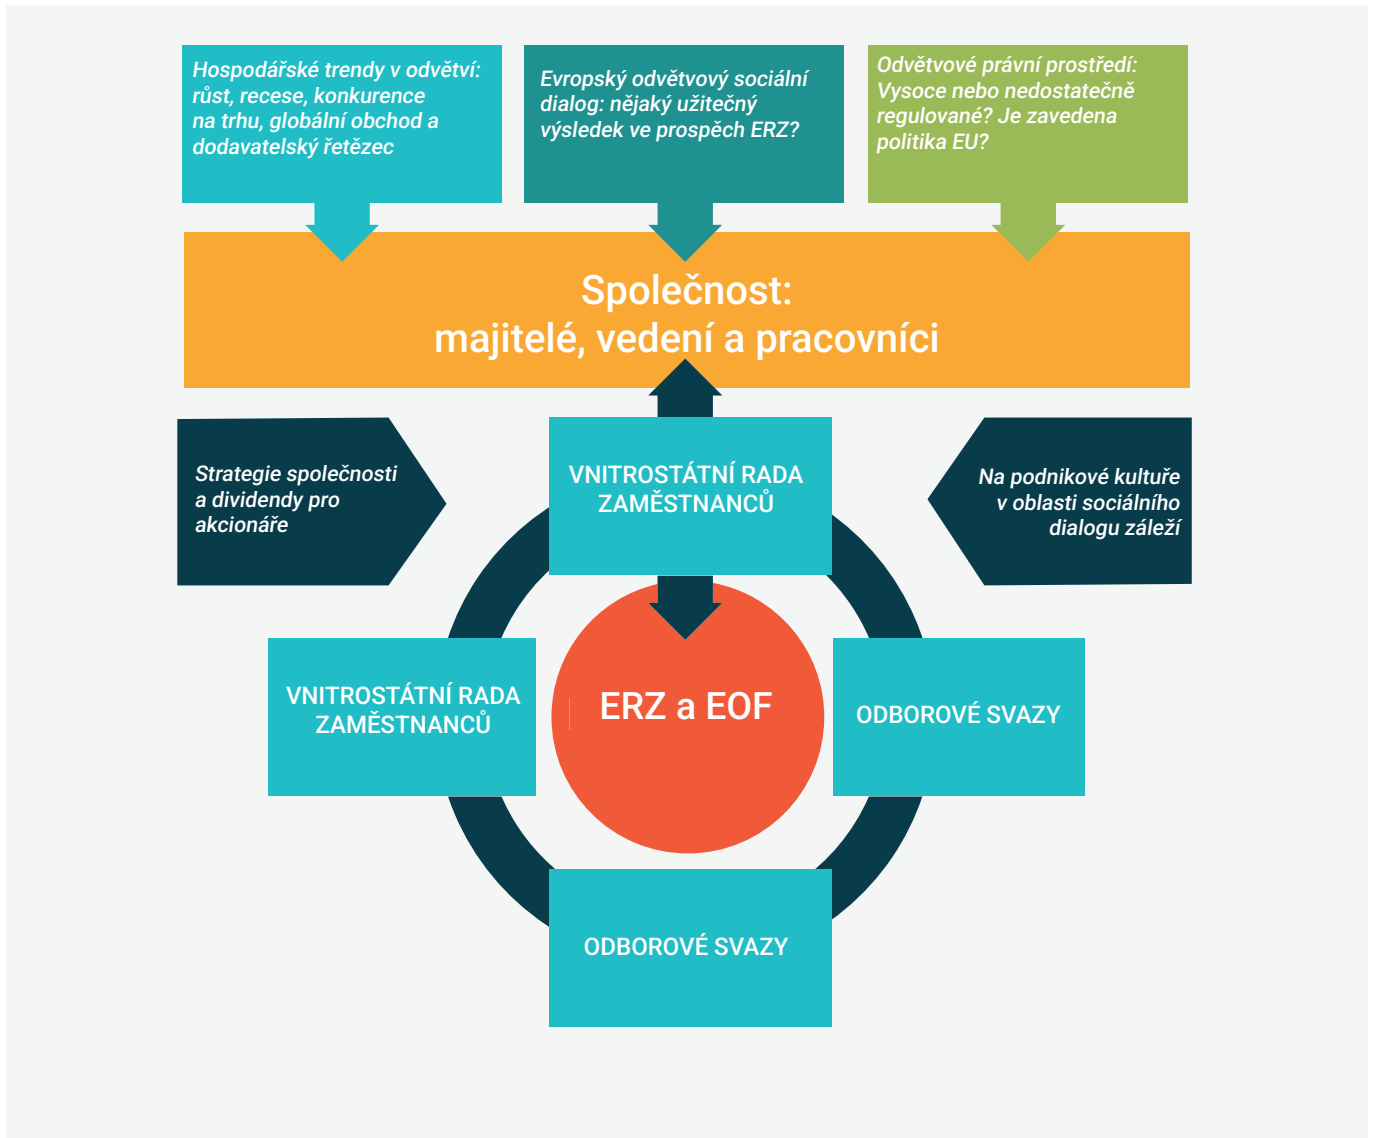 Hospodářské trendy v odvětví:
růst, recese, konkurence
na trhu, globální obchod a
dodavatelský řetězec
Evropský odvětvový sociální
dialog: nějaký užitečný
výsledek ve prospěch ERZ?
Odvětvové právní prostředí:
Vysoce nebo nedostatečně
regulované? Je zavedena
politika EU?
Společnost:
majitelé, vedení a pracovníci
Strategie společnosti
a dividendy pro
akcionáře
VNITROSTÁTNÍ RADA
ZAMĚSTNANCŮ
Na podnikové kultuře
v oblasti sociálního
dialogu záleží
VNITROSTÁTNÍ RADA
ZAMĚSTNANCŮ
ERZ a EOF
ODBOROVÉ SVAZY
ODBOROVÉ SVAZY